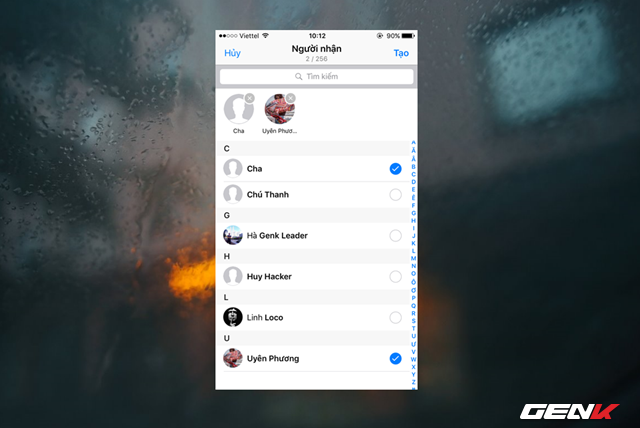 Viettel 10:12 90%
Hủy Người nhận Tạo
2 / 256
Tìm kiếm
Cha Uyên Phươ...
C
Cha
Chú Thanh
G
Hà Genk Leader
H
Huy Hacker
L
Linh Loco
U
Uyên Phương
A
Ă
Â
B
C
D
Đ
E
Ê
F
G
H
I
J
K
L
M
N
O
Ô
Ơ
P
Q
R
S
T
U
Ư
V
W
X
Y
Z
#
GENK